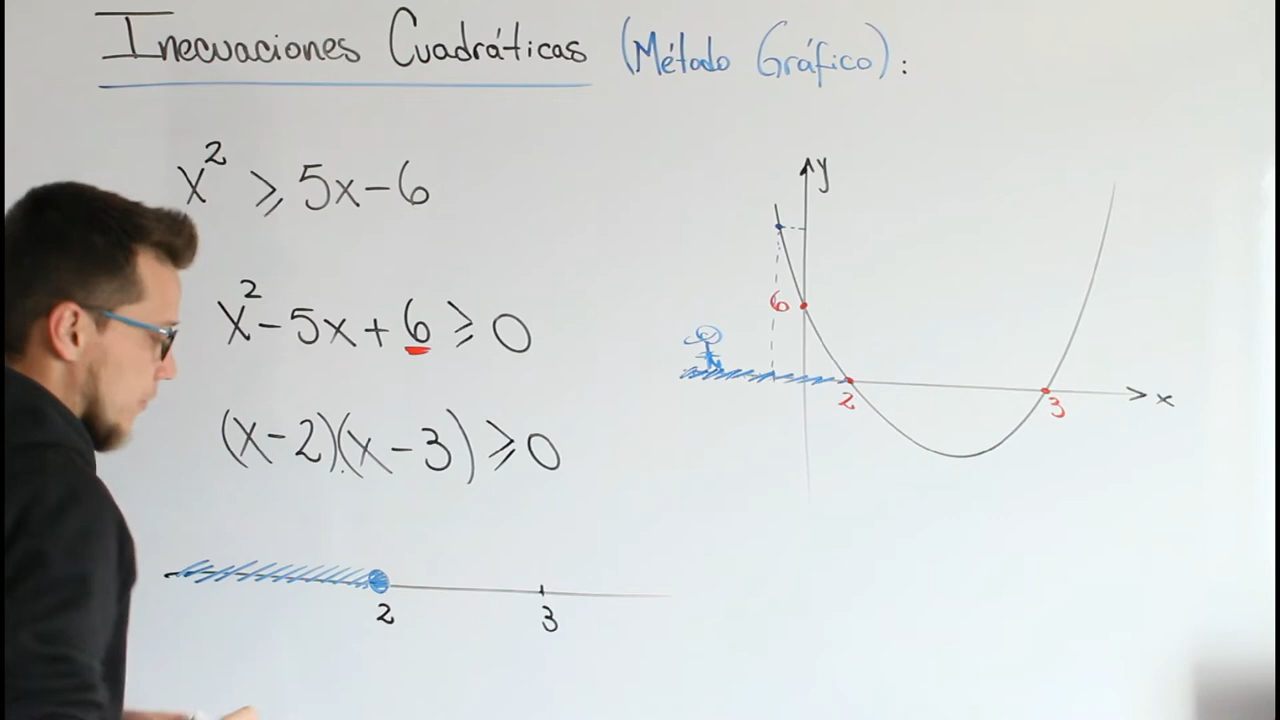 Inecuaciones Cuadráticas (Método Gráfico):
x² ⩾ 5x-6
x²-5x+6 ⩾ 0
(x-2)(x-3) ⩾ 0
2 3
y
6
2 3 x